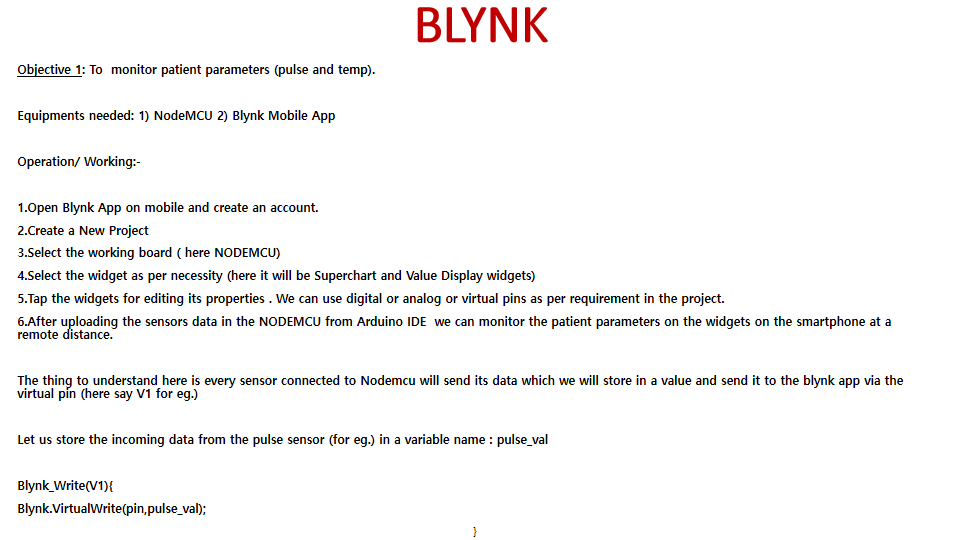 BLYNK
Objective 1: To  monitor patient parameters (pulse and temp).
Equipments needed: 1) NodeMCU 2) Blynk Mobile App
Operation/ Working:-
1.Open Blynk App on mobile and create an account.
2.Create a New Project
3.Select the working board ( here NODEMCU)
4.Select the widget as per necessity (here it will be Superchart and Value Display widgets)
5.Tap the widgets for editing its properties . We can use digital or analog or virtual pins as per requirement in the project.
6.After uploading the sensors data in the NODEMCU from Arduino IDE  we can monitor the patient parameters on the widgets on the smartphone at a
remote distance.
The thing to understand here is every sensor connected to Nodemcu will send its data which we will store in a value and send it to the blynk app via the
virtual pin (here say V1 for eg.)
Let us store the incoming data from the pulse sensor (for eg.) in a variable name : pulse_val
Blynk_Write(V1){
Blynk.VirtualWrite(pin,pulse_val);
}